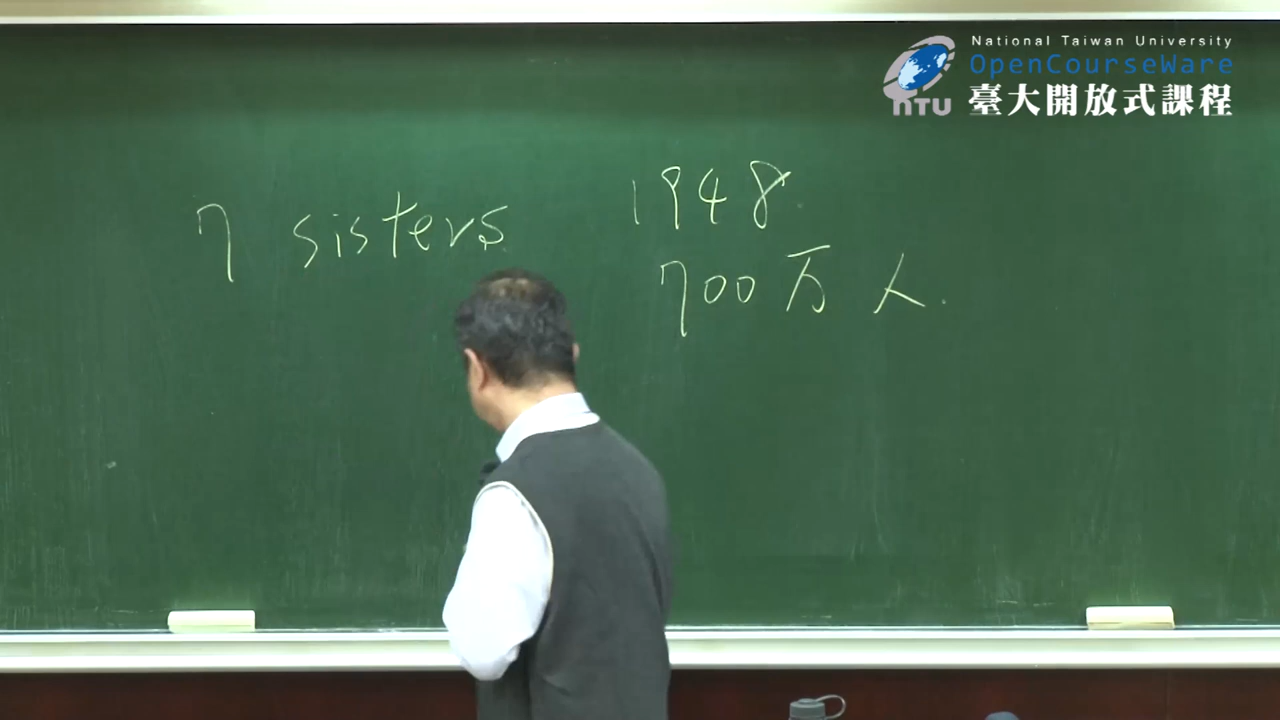 National Taiwan University
OpenCourseWare
臺大開放式課程
NTU
7 sisters
1948.
700万人.